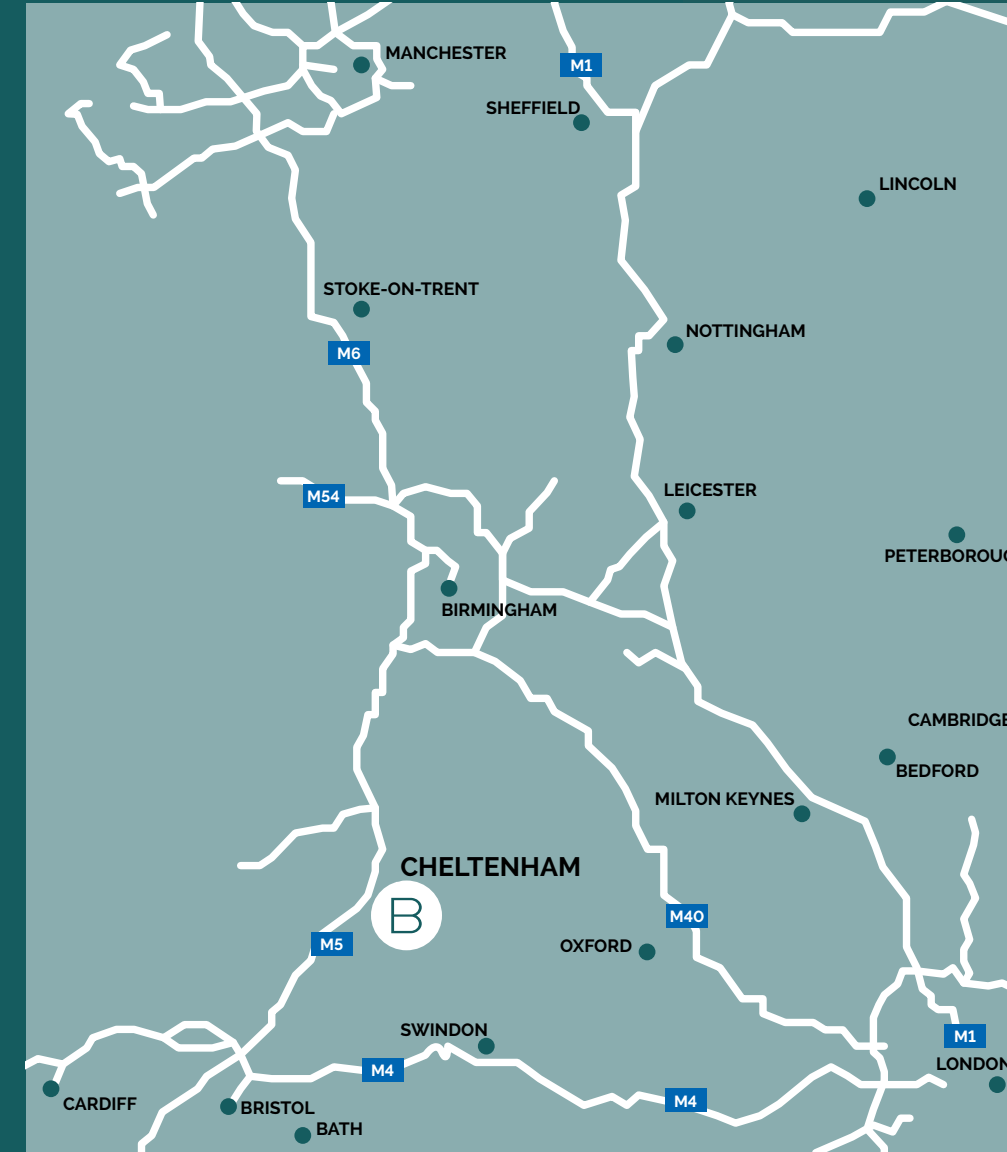 MANCHESTER
M1
SHEFFIELD
LINCOLN
STOKE-ON-TRENT
NOTTINGHAM
M6
LEICESTER
M54
PETERBOROUG
BIRMINGHAM
CAMBRIDGE
BEDFORD
MILTON KEYNES
CHELTENHAM
B
M40
M5
OXFORD
SWINDON
M1
M4
LONDON
M4
CARDIFF
BRISTOL
BATH